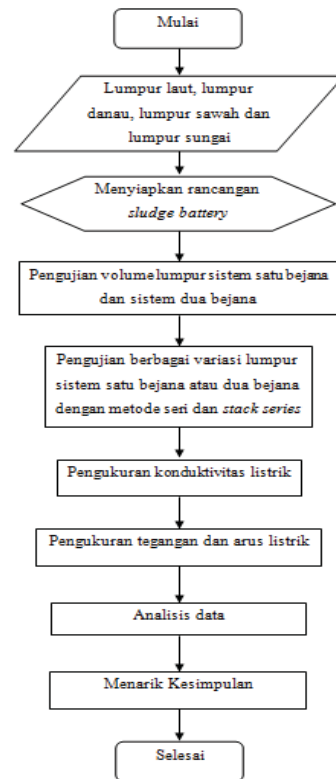 Mulai
Lumpur laut, lumpur
danau, lumpur sawah dan
lumpur sungai
Menyiapkan rancangan
sludge battery
Pengujian volume lumpur sistem satu bejana
dan sistem dua bejana
Pengujian berbagai variasi lumpur
sistem satu bejana atau dua bejana
dengan metode seri dan stack series
Pengukuran konduktivitas listrik
Pengukuran tegangan dan arus listrik
Analisis data
Menarik Kesimpulan
Selesai